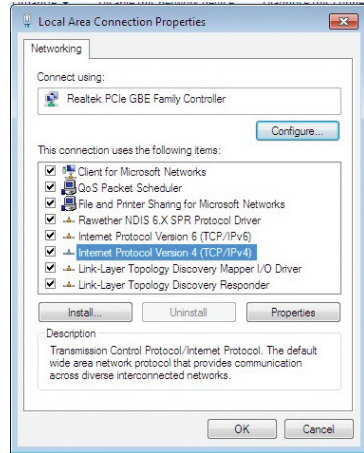 Local Area Connection Properties
Networking
Connect using:
Realtek PCIe GBE Family Controller
Configure...
This connection uses the following items:
Client for Microsoft Networks
QoS Packet Scheduler
File and Printer Sharing for Microsoft Networks
Rawether NDIS 6.X SPR Protocol Driver
Internet Protocol Version 6 (TCP/IPv6)
Internet Protocol Version 4 (TCP/IPv4)
Link-Layer Topology Discovery Mapper I/O Driver
Link-Layer Topology Discovery Responder
Install... Uninstall Properties
Description
Transmission Control Protocol/Internet Protocol. The default
wide area network protocol that provides communication
across diverse interconnected networks.
OK Cancel